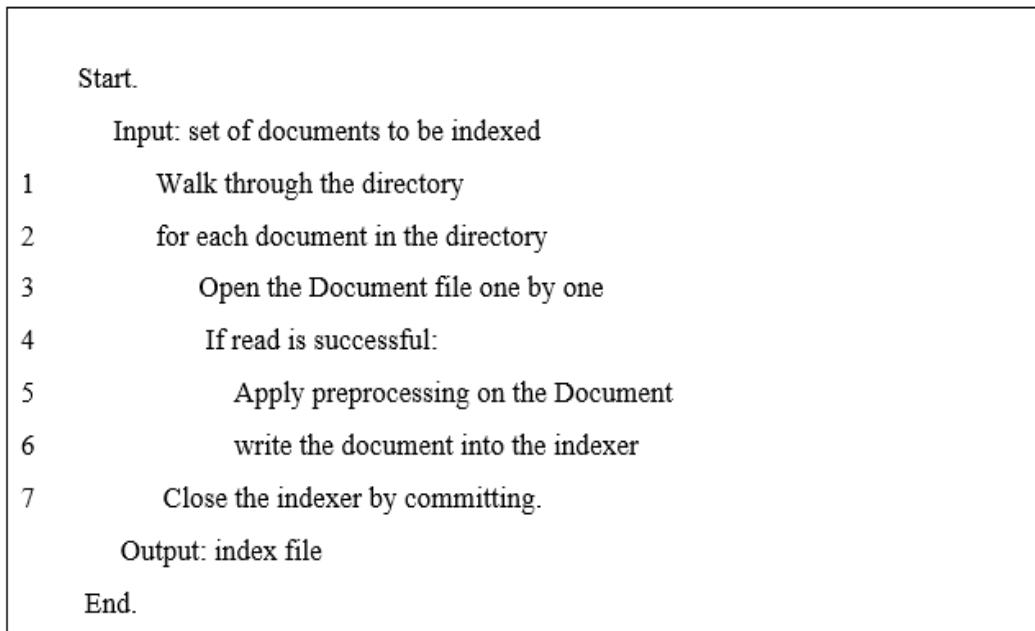 Start.
Input: set of documents to be indexed
1 Walk through the directory
2 for each document in the directory
3 Open the Document file one by one
4 If read is successful:
5 Apply preprocessing on the Document
6 write the document into the indexer
7 Close the indexer by committing.
Output: index file
End.